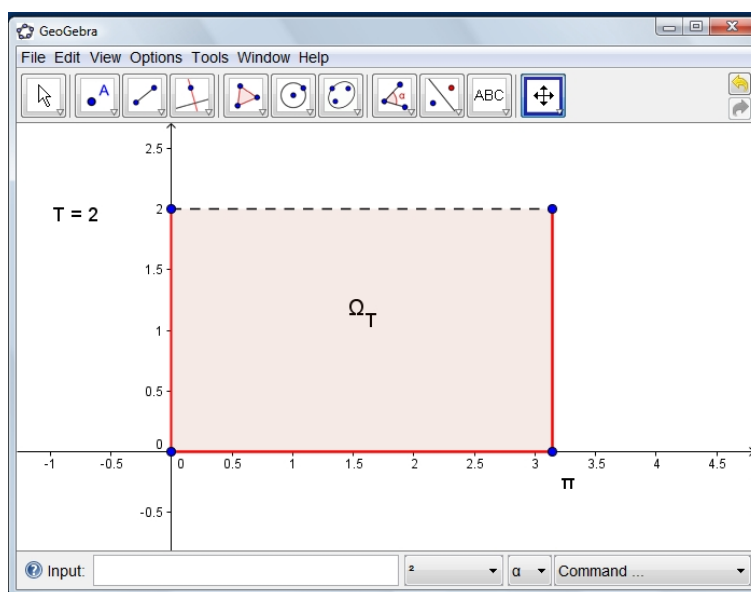 GeoGebra
File Edit View Options Tools Window Help
A
α
ABC
2.5
T = 2
2
1.5
Ω_T
1
0.5
0
-1 -0.5 0 0.5 1 1.5 2 2.5 3 3.5 4 4.5
π
-0.5
Input: ² α Command ...